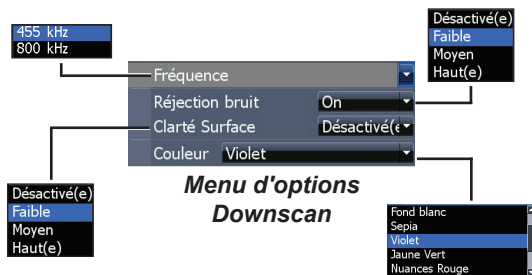 455 kHz
800 kHz
Désactivé(e)
Faible
Moyen
Haut(e)
Fréquence
Réjection bruit On
Clarté Surface Désactivé(e
Couleur Violet
Menu d'options
Downscan
Désactivé(e)
Faible
Moyen
Haut(e)
Fond blanc
Sepia
Violet
Jaune Vert
Nuances Rouge